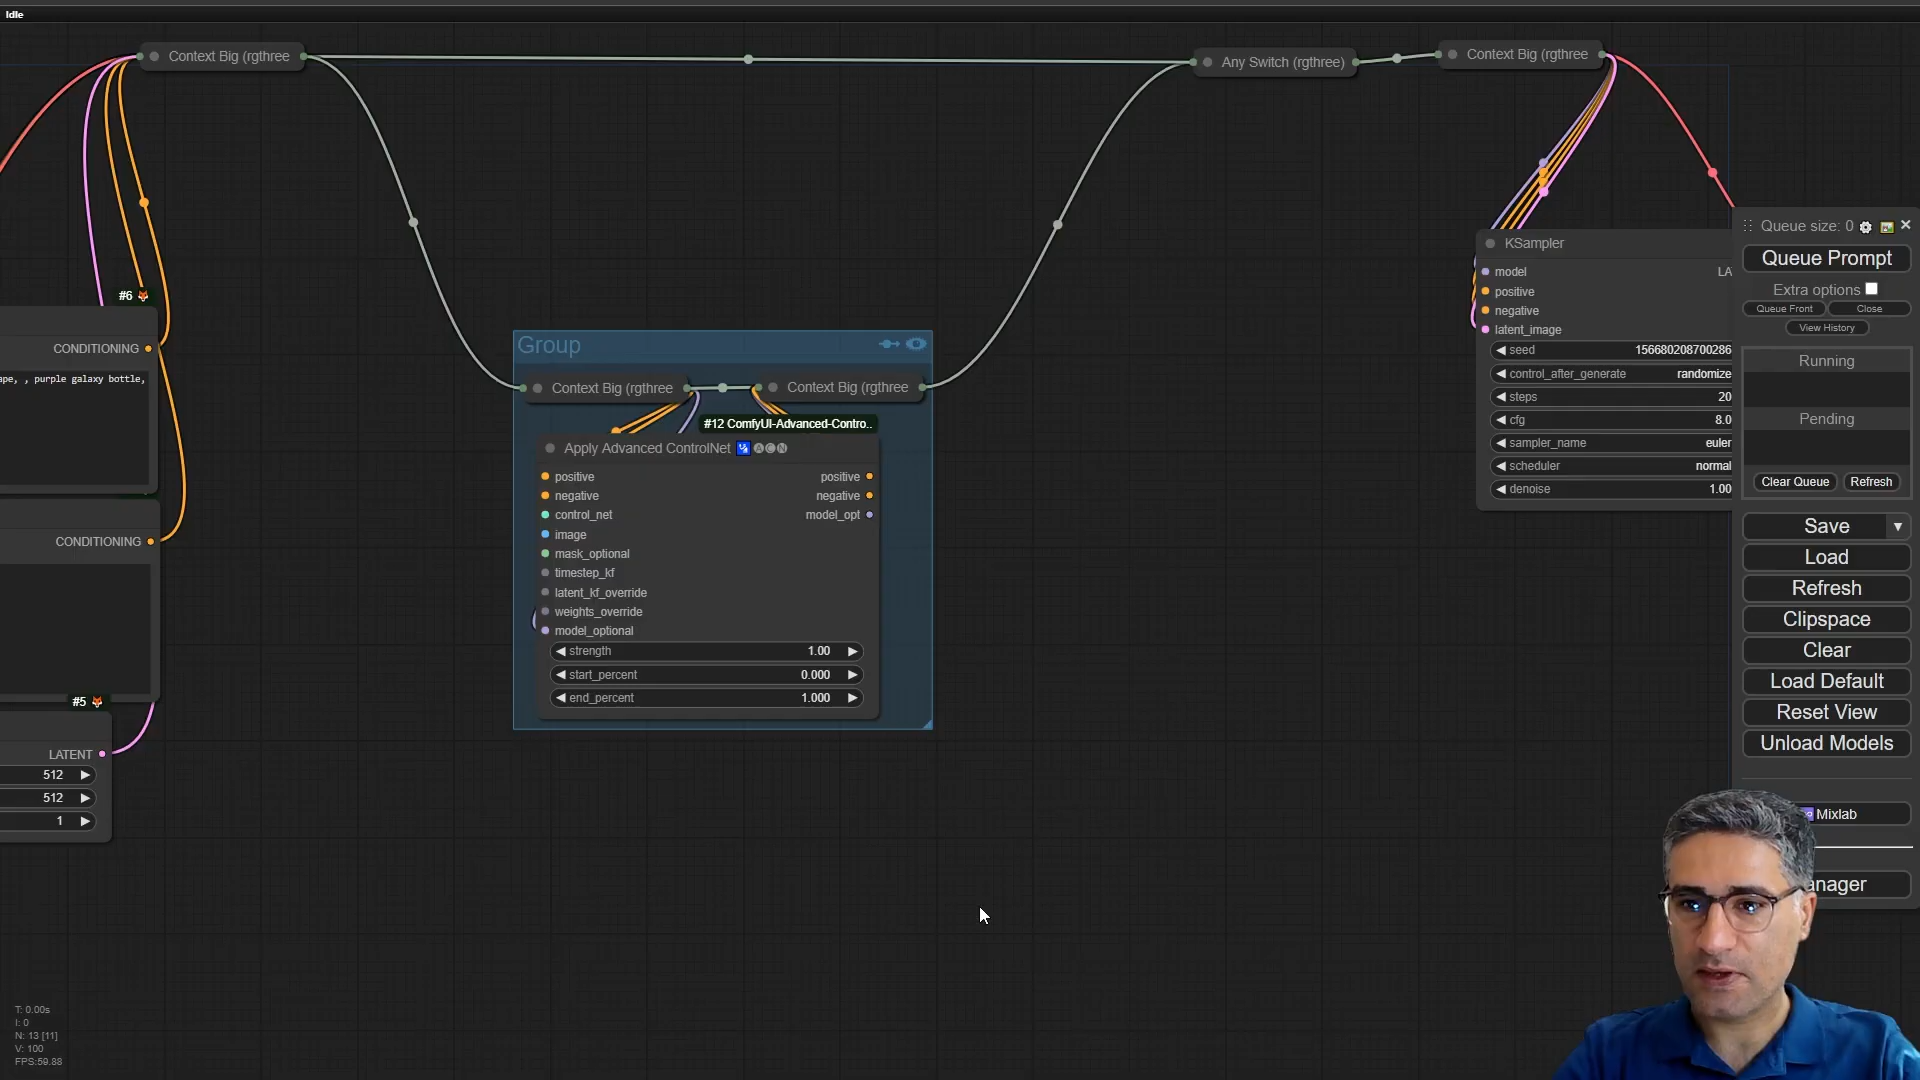 Idle
Context Big (rgthree
Any Switch (rgthree)
Context Big (rgthree
#6
CONDITIONING
ape, , purple galaxy bottle,
CONDITIONING
#5
LATENT
512
512
1
Group
Context Big (rgthree
Context Big (rgthree
#12 ComfyUI-Advanced-Contro..
Apply Advanced ControlNet
ACN
positive
positive
negative
negative
control_net
model_opt
image
mask_optional
timestep_kf
latent_kf_override
weights_override
model_optional
strength 1.00
start_percent 0.000
end_percent 1.000
KSampler
model
LA
positive
negative
latent_image
seed 156680208700286
control_after_generate randomize
steps 20
cfg 8.0
sampler_name euler
scheduler normal
denoise 1.00
Queue size: 0
Queue Prompt
Extra options
Queue Front
Close
View History
Running
Pending
Clear Queue
Refresh
Save
Load
Refresh
Clipspace
Clear
Load Default
Reset View
Unload Models
Mixlab
anager
T: 0.00s
I: 0
N: 13 [11]
V: 100
FPS:59.88